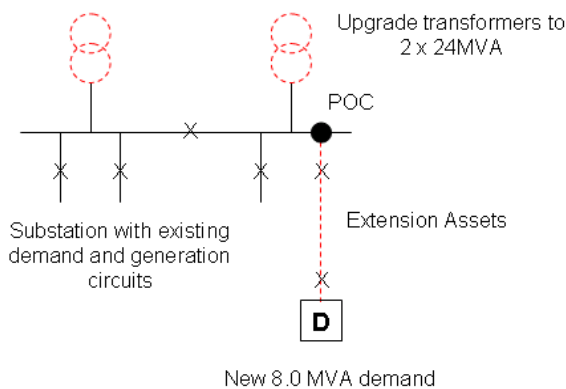 Upgrade transformers to
2 x 24MVA
POC
Substation with existing
demand and generation
circuits
Extension Assets
D
New 8.0 MVA demand